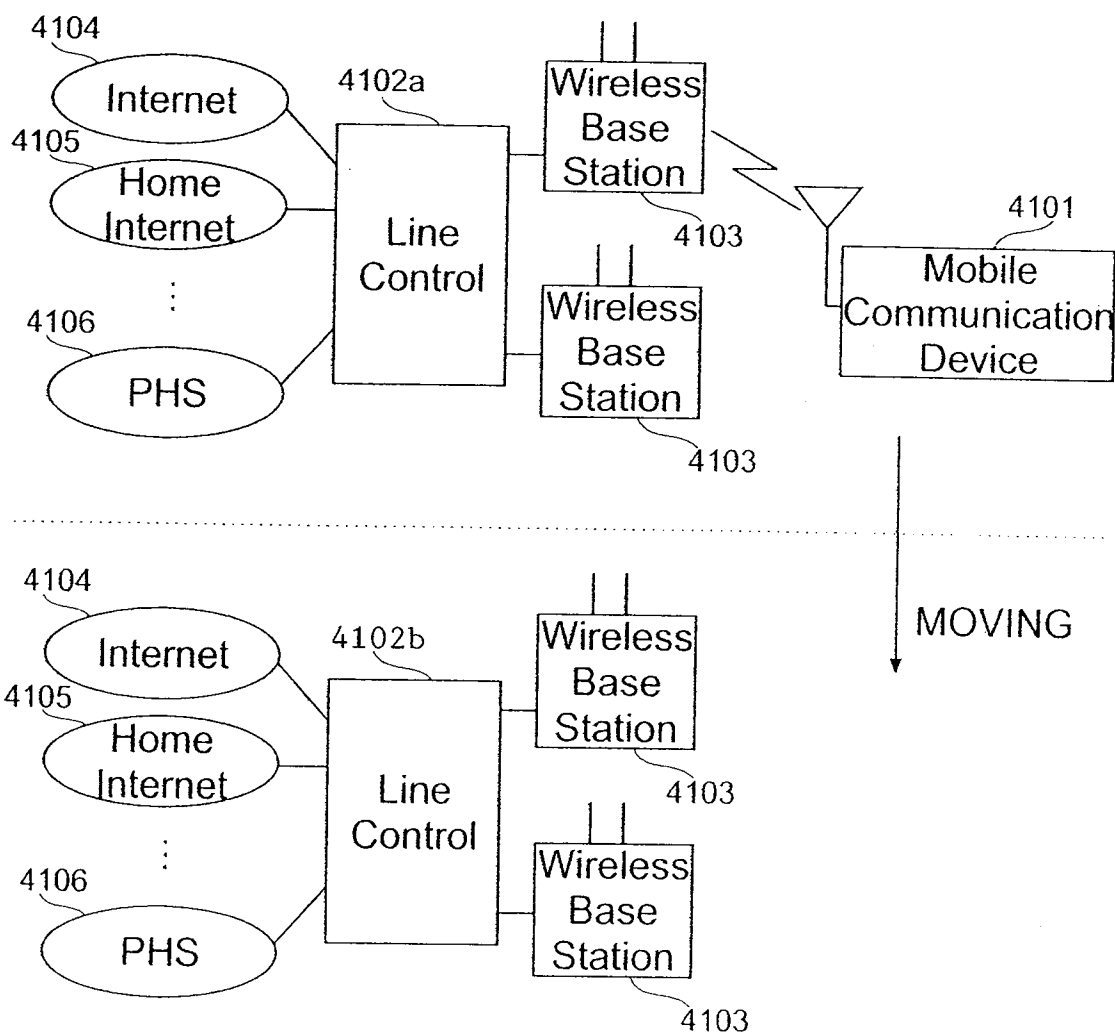 4104
Internet
4105
Home
Internet
4106
PHS
4102a
Line
Control
Wireless
Base
Station
4103
Wireless
Base
Station
4103
4101
Mobile
Communication
Device
MOVING
4104
Internet
4105
Home
Internet
4106
PHS
4102b
Line
Control
Wireless
Base
Station
4103
Wireless
Base
Station
4103